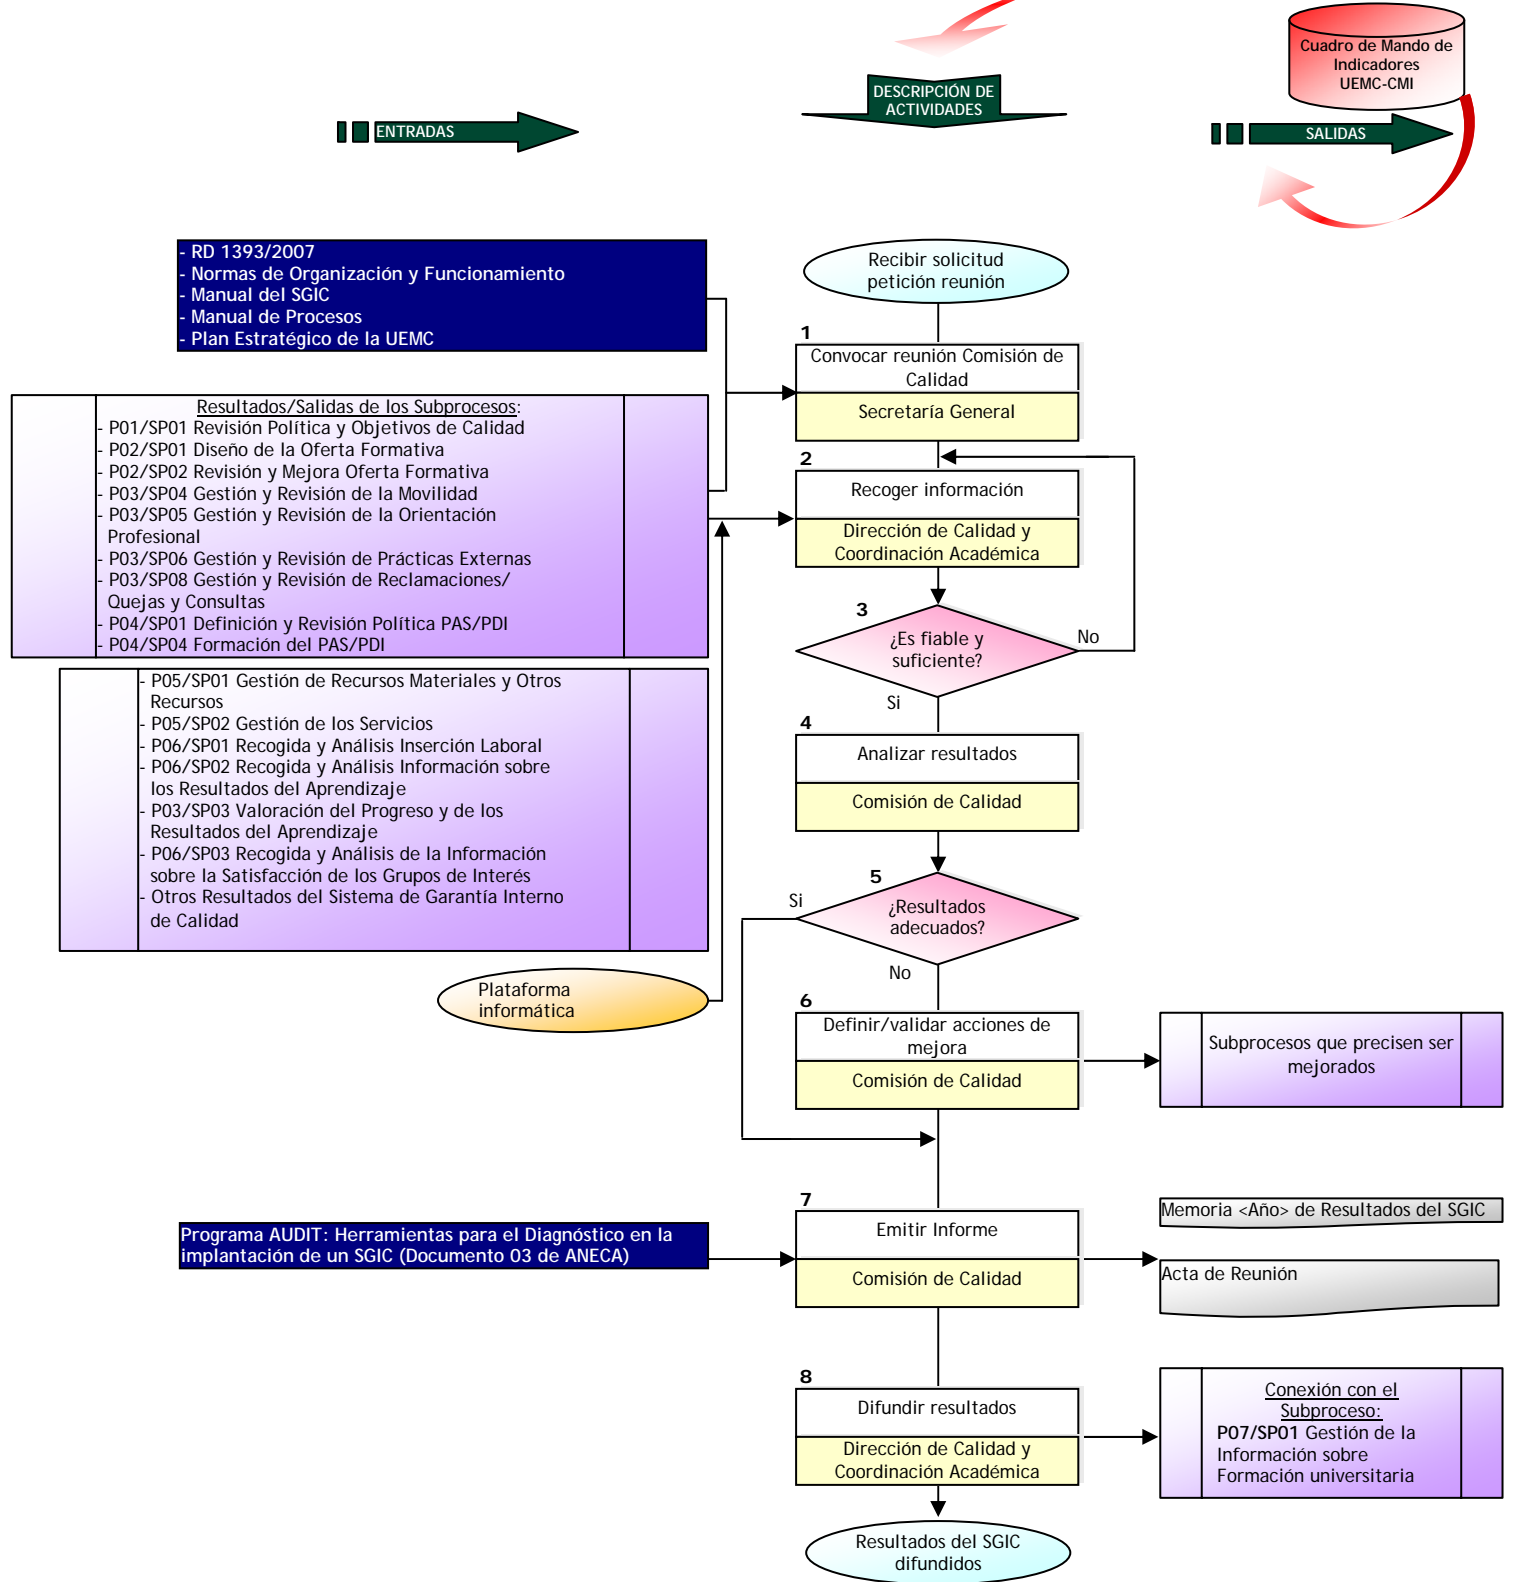 Cuadro de Mando de
Indicadores
UEMC-CMI
DESCRIPCIÓN DE
ACTIVIDADES
ENTRADAS
SALIDAS
- RD 1393/2007
- Normas de Organización y Funcionamiento
- Manual del SGIC
- Manual de Procesos
- Plan Estratégico de la UEMC
Recibir solicitud
petición reunión
1
Convocar reunión Comisión de
Calidad
Secretaría General
Resultados/Salidas de los Subprocesos:
- P01/SP01 Revisión Política y Objetivos de Calidad
- P02/SP01 Diseño de la Oferta Formativa
- P02/SP02 Revisión y Mejora Oferta Formativa
- P03/SP04 Gestión y Revisión de la Movilidad
- P03/SP05 Gestión y Revisión de la Orientación
Profesional
- P03/SP06 Gestión y Revisión de Prácticas Externas
- P03/SP08 Gestión y Revisión de Reclamaciones/
Quejas y Consultas
- P04/SP01 Definición y Revisión Política PAS/PDI
- P04/SP04 Formación del PAS/PDI
2
Recoger información
Dirección de Calidad y
Coordinación Académica
3
¿Es fiable y
suficiente?
No
Si
- P05/SP01 Gestión de Recursos Materiales y Otros
Recursos
- P05/SP02 Gestión de los Servicios
- P06/SP01 Recogida y Análisis Inserción Laboral
- P06/SP02 Recogida y Análisis Información sobre
los Resultados del Aprendizaje
- P03/SP03 Valoración del Progreso y de los
Resultados del Aprendizaje
- P06/SP03 Recogida y Análisis de la Información
sobre la Satisfacción de los Grupos de Interés
- Otros Resultados del Sistema de Garantía Interno
de Calidad
4
Analizar resultados
Comisión de Calidad
5
Si
¿Resultados
adecuados?
No
Plataforma
informática
6
Definir/validar acciones de
mejora
Comisión de Calidad
Subprocesos que precisen ser
mejorados
7
Emitir Informe
Comisión de Calidad
Programa AUDIT: Herramientas para el Diagnóstico en la
implantación de un SGIC (Documento 03 de ANECA)
Memoria <Año> de Resultados del SGIC
Acta de Reunión
8
Difundir resultados
Dirección de Calidad y
Coordinación Académica
Conexión con el
Subproceso:
P07/SP01 Gestión de la
Información sobre
Formación universitaria
Resultados del SGIC
difundidos